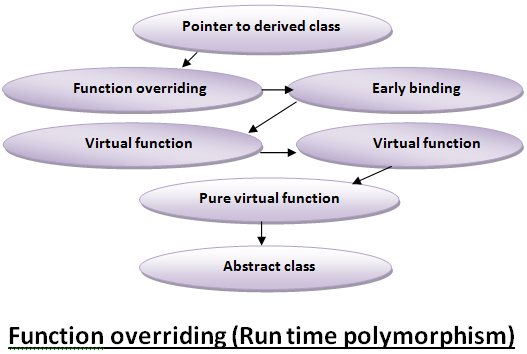 Pointer to derived class
Function overriding
Early binding
Virtual function
Virtual function
Pure virtual function
Abstract class
Function overriding (Run time polymorphism)